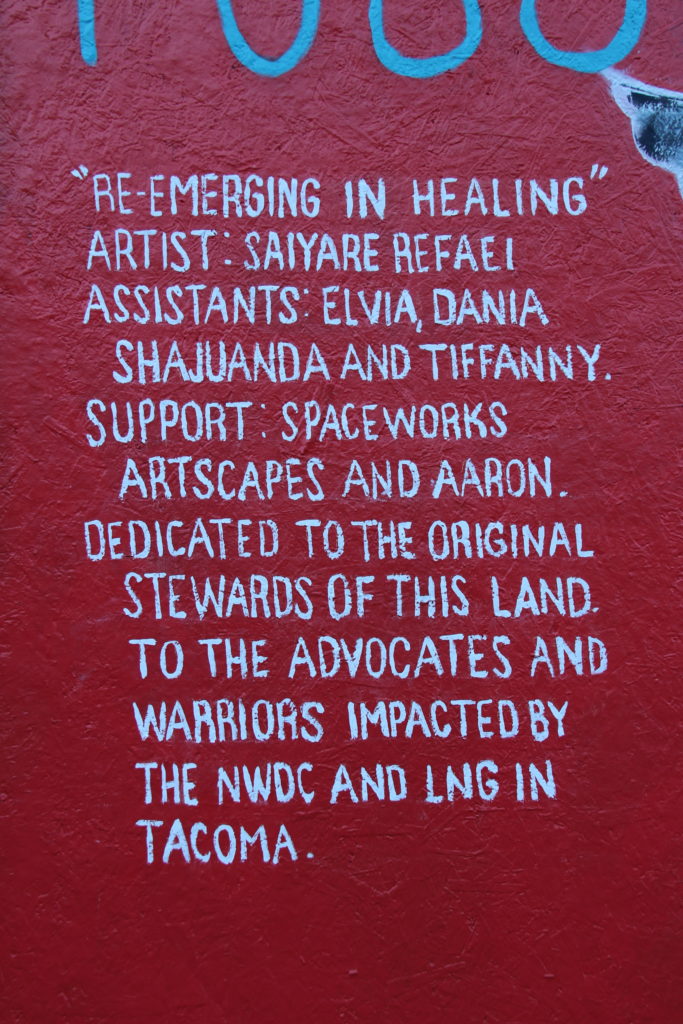 "RE-EMERGING IN HEALING"
ARTIST: SAIYARE REFAEI
ASSISTANTS: ELVIA, DANIA
SHAJUANDA AND TIFFANNY.
SUPPORT: SPACEWORKS
ARTSCAPES AND AARON.
DEDICATED TO THE ORIGINAL
STEWARDS OF THIS LAND.
TO THE ADVOCATES AND
WARRIORS IMPACTED BY
THE NWDC AND LNG IN
TACOMA.